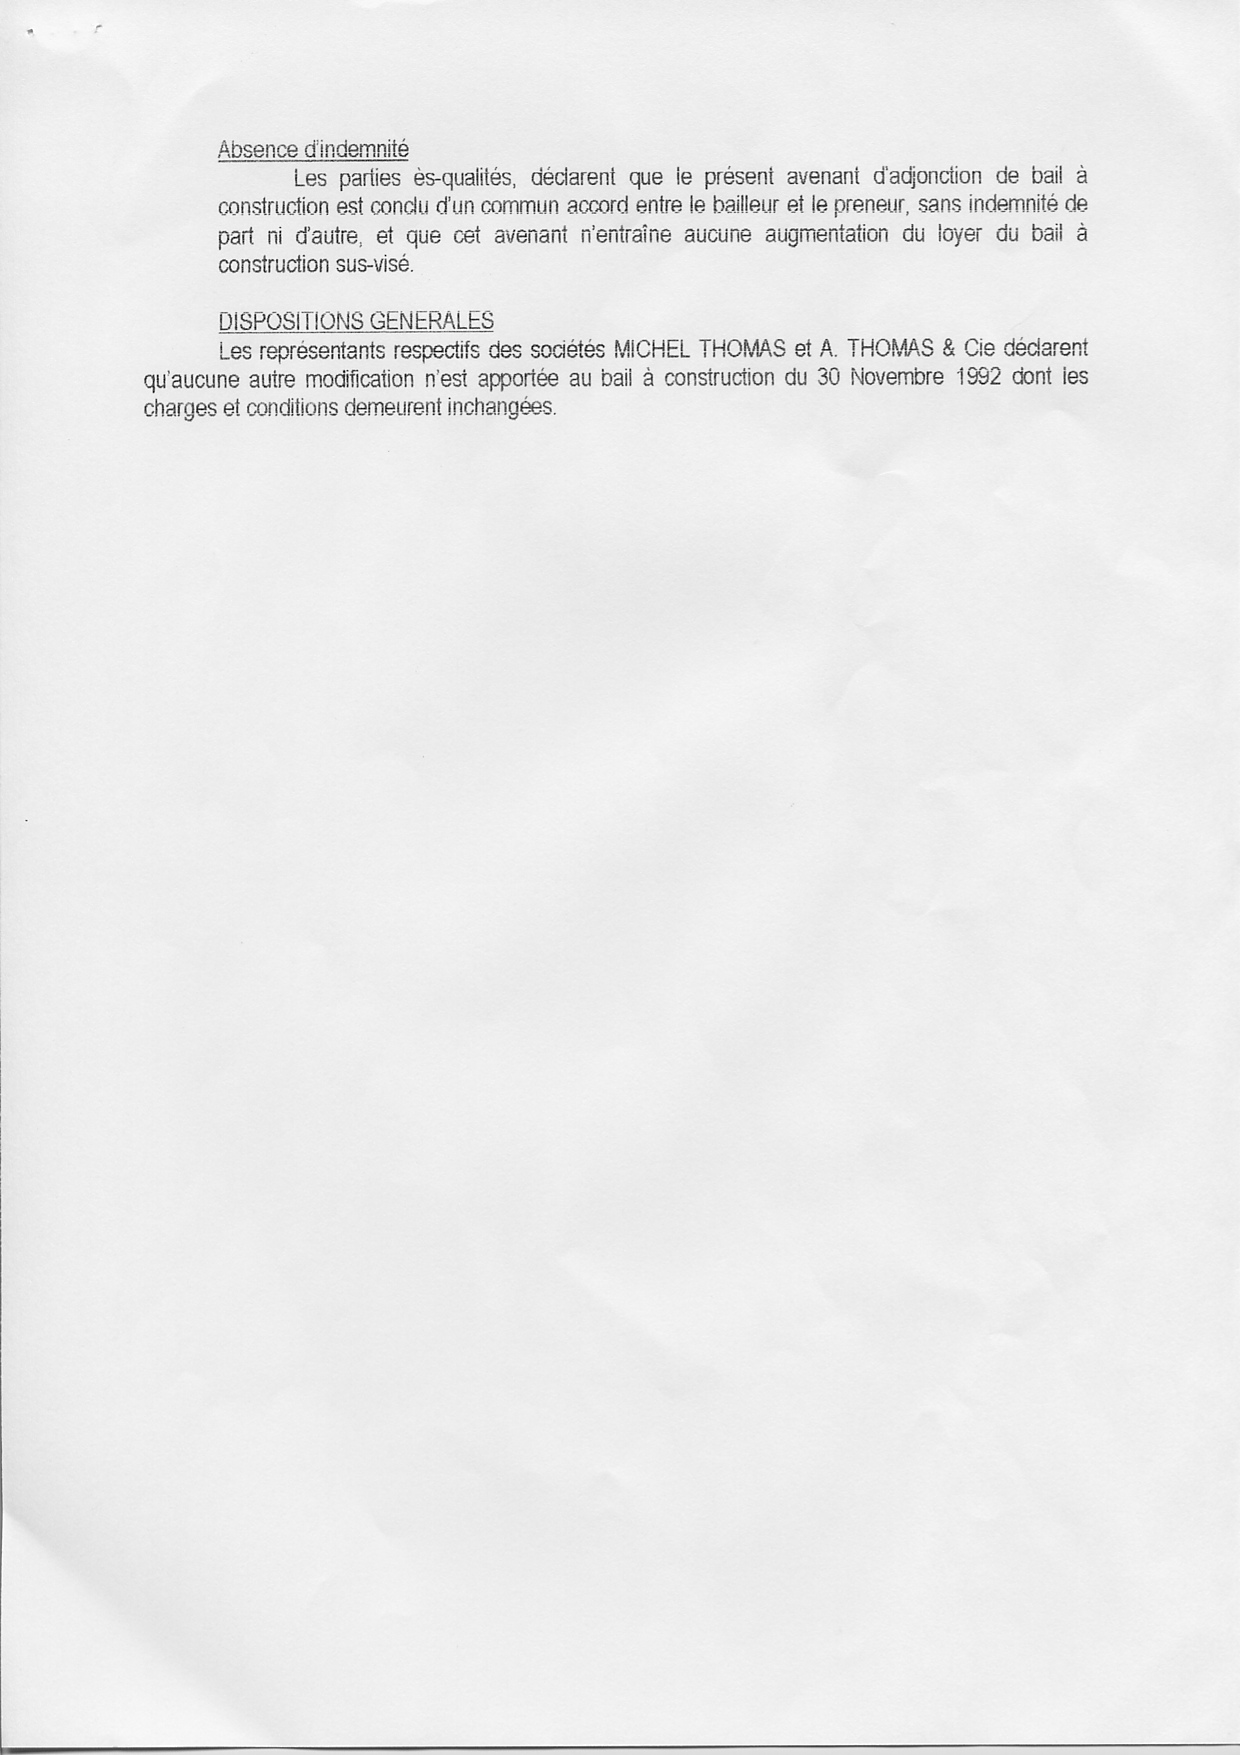 Absence d'indemnité
Les parties ès-qualités, déclarent que le présent avenant d'adjonction de bail à
construction est conclu d'un commun accord entre le bailleur et le preneur, sans indemnité de
part ni d'autre, et que cet avenant n'entraîne aucune augmentation du loyer du bail à
construction sus-visé.
DISPOSITIONS GENERALES
Les représentants respectifs des sociétés MICHEL THOMAS et A. THOMAS & Cie déclarent
qu'aucune autre modification n'est apportée au bail à construction du 30 Novembre 1992 dont les
charges et conditions demeurent inchangées.